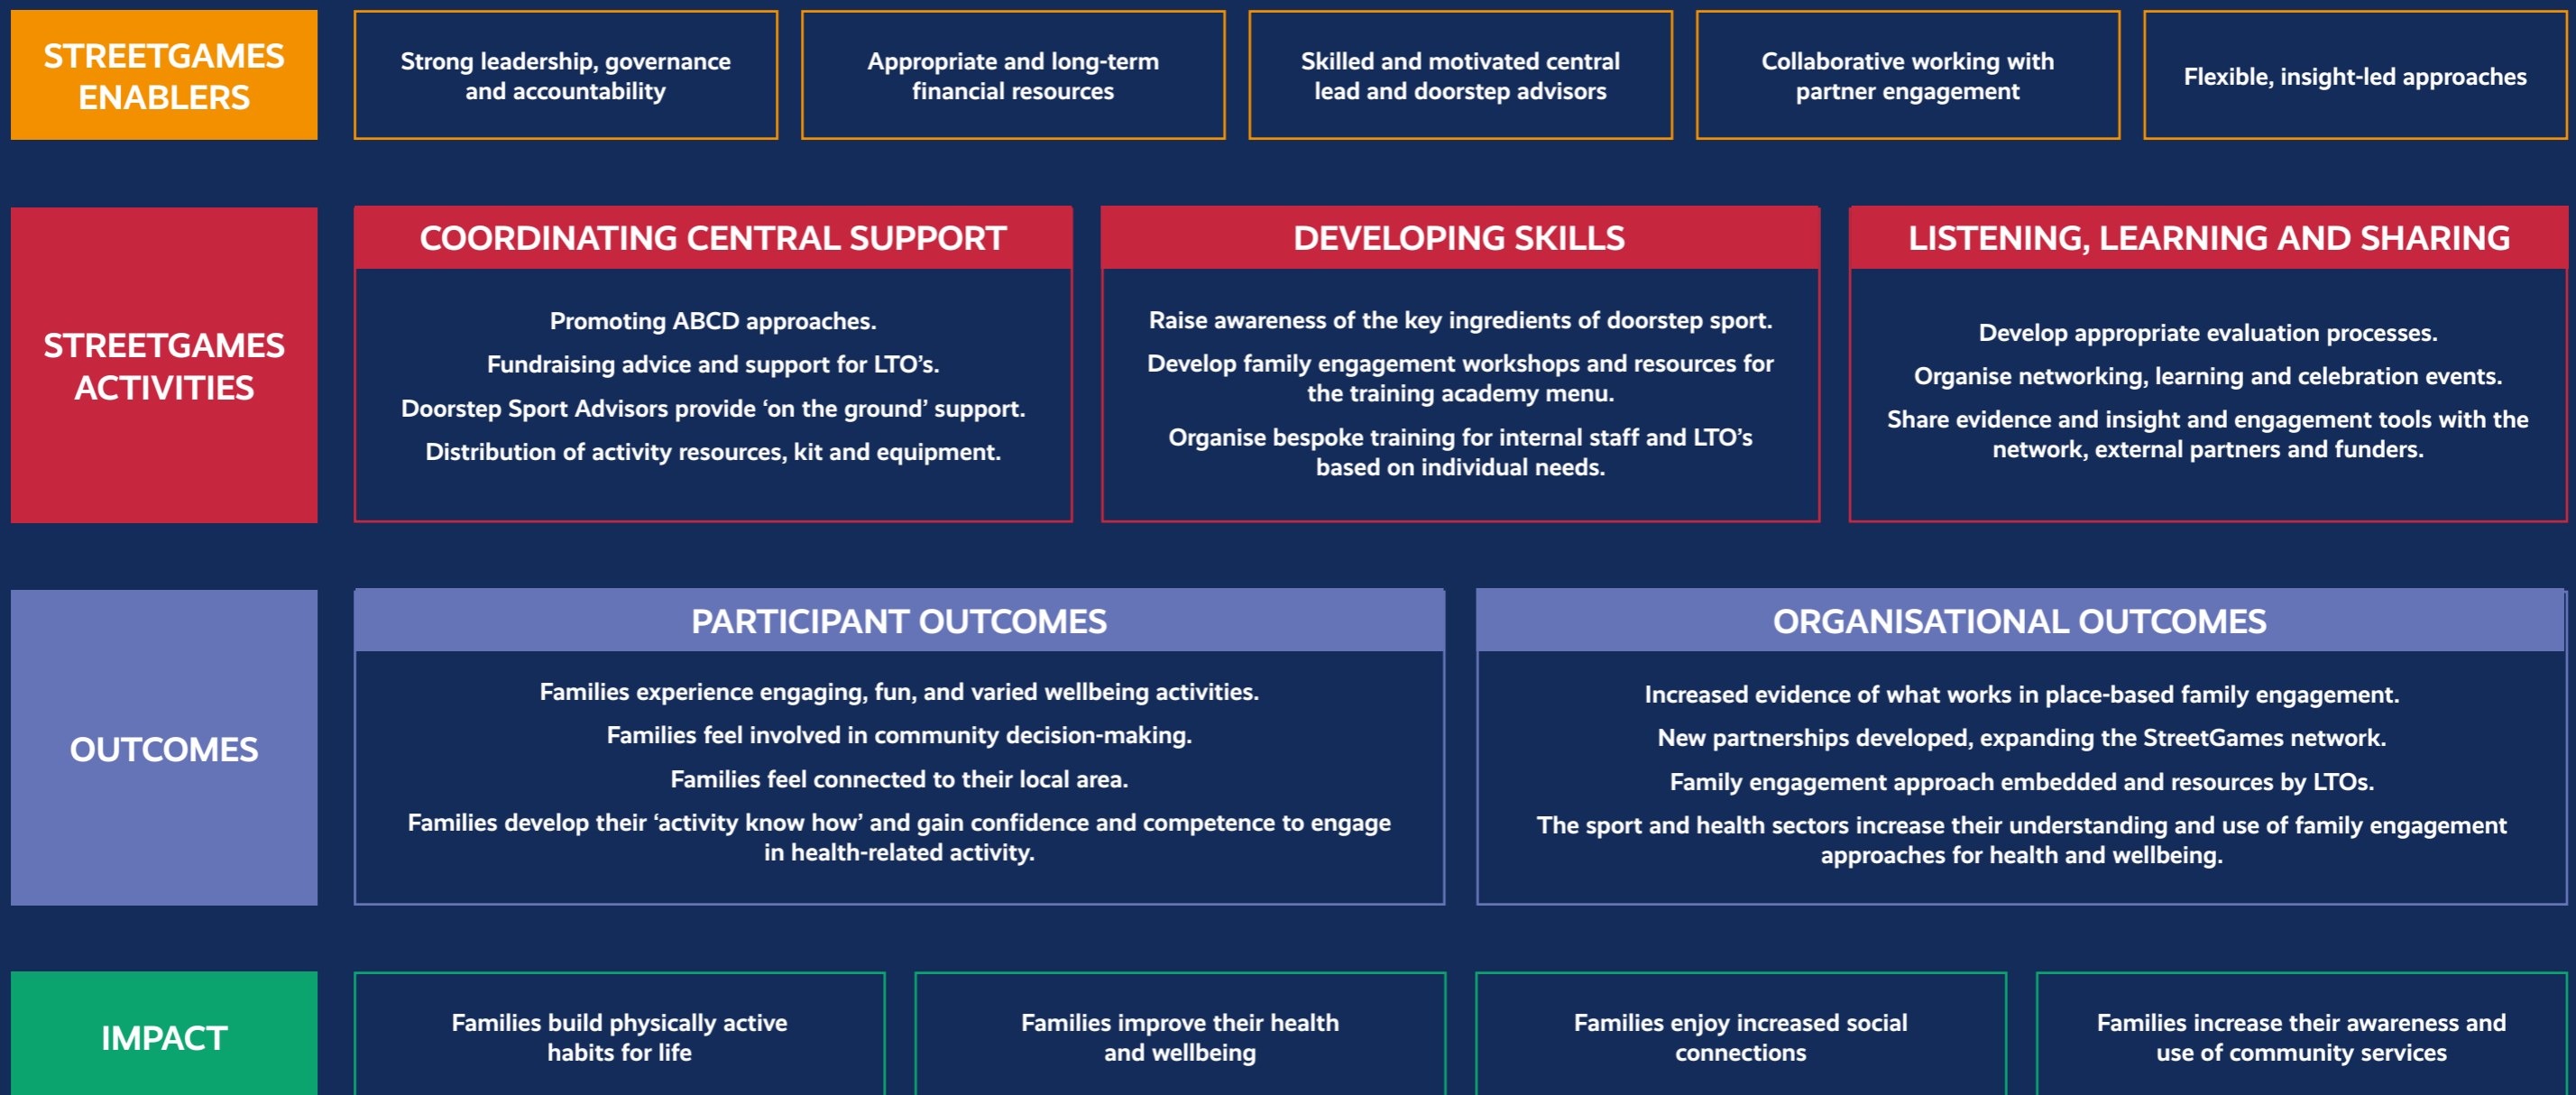 STREETGAMES
ENABLERS
Strong leadership, governance
and accountability
Appropriate and long-term
financial resources
Skilled and motivated central
lead and doorstep advisors
Collaborative working with
partner engagement
Flexible, insight-led approaches
STREETGAMES
ACTIVITIES
COORDINATING CENTRAL SUPPORT
Promoting ABCD approaches.
Fundraising advice and support for LTO’s.
Doorstep Sport Advisors provide ‘on the ground’ support.
Distribution of activity resources, kit and equipment.
DEVELOPING SKILLS
Raise awareness of the key ingredients of doorstep sport.
Develop family engagement workshops and resources for
the training academy menu.
Organise bespoke training for internal staff and LTO’s
based on individual needs.
LISTENING, LEARNING AND SHARING
Develop appropriate evaluation processes.
Organise networking, learning and celebration events.
Share evidence and insight and engagement tools with the
network, external partners and funders.
OUTCOMES
PARTICIPANT OUTCOMES
Families experience engaging, fun, and varied wellbeing activities.
Families feel involved in community decision-making.
Families feel connected to their local area.
Families develop their ‘activity know how’ and gain confidence and competence to engage
in health-related activity.
ORGANISATIONAL OUTCOMES
Increased evidence of what works in place-based family engagement.
New partnerships developed, expanding the StreetGames network.
Family engagement approach embedded and resources by LTOs.
The sport and health sectors increase their understanding and use of family engagement
approaches for health and wellbeing.
IMPACT
Families build physically active
habits for life
Families improve their health
and wellbeing
Families enjoy increased social
connections
Families increase their awareness and
use of community services